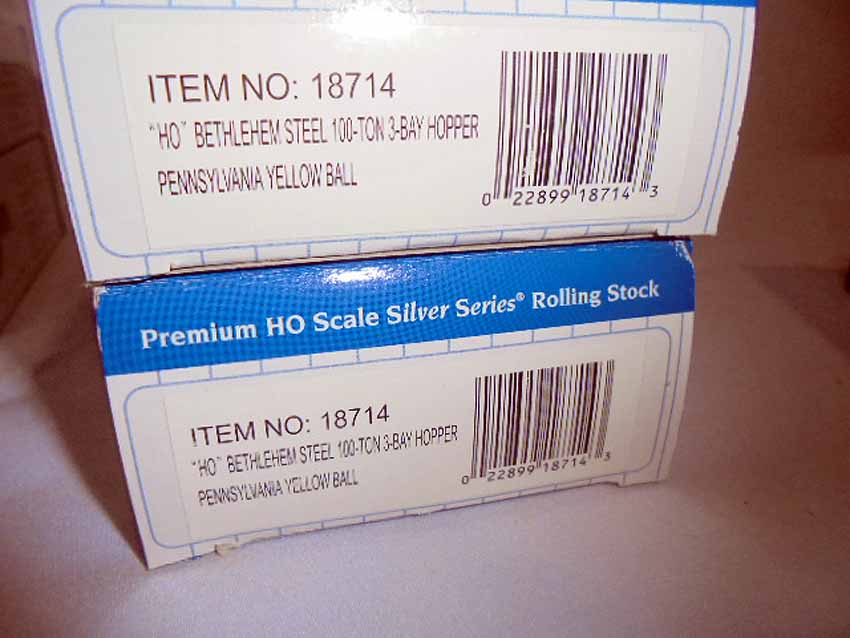 ITEM NO: 18714
"HO" BETHLEHEM STEEL 100-TON 3-BAY HOPPER
PENNSYLVANIA YELLOW BALL
0 22899 18714 3
Premium HO Scale Silver Series® Rolling Stock
ITEM NO: 18714
"HO" BETHLEHEM STEEL 100-TON 3-BAY HOPPER
PENNSYLVANIA YELLOW BALL
0 22899 18714 3